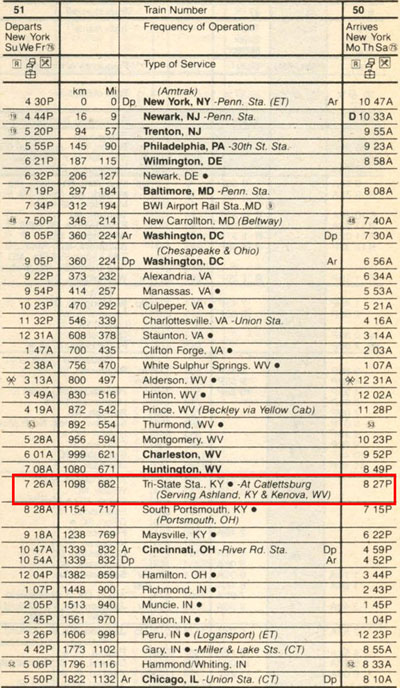 51 Train Number 50
Departs Frequency of Operation Arrives
New York New York
Su We Fr 75 Mo Th Sa 75
R Type of Service R
km Mi (Amtrak)
4 30P 0 0 Dp New York, NY -Penn. Sta. (ET) Ar 10 47A
19 4 44P 16 9 Newark, NJ -Penn. Sta. D 10 33A
19 5 20P 94 57 Trenton, NJ 9 55A
5 55P 145 90 Philadelphia, PA -30th St. Sta. 9 23A
6 21P 187 115 Wilmington, DE 8 58A
6 32P 206 127 Newark, DE ●
7 19P 297 184 Baltimore, MD -Penn. Sta. 8 08A
7 34P 312 194 BWI Airport Rail Sta., MD
48 7 50P 346 214 New Carrollton, MD (Beltway) 48 7 40A
8 05P 360 224 Ar Washington, DC Dp 7 30A
(Chesapeake & Ohio)
9 05P 360 224 Dp Washington, DC Ar 6 56A
9 22P 373 232 Alexandria, VA 6 34A
9 54P 414 257 Manassas, VA ● 5 53A
10 23P 470 292 Culpeper, VA ● 5 21A
11 32P 546 339 Charlottesville, VA -Union Sta. 4 16A
12 31A 608 378 Staunton, VA ● 3 14A
1 47A 700 435 Clifton Forge, VA ● 2 03A
2 38A 756 470 White Sulphur Springs, WV ● 1 07A
3 13A 800 497 Alderson, WV ● 12 31A
3 49A 830 516 Hinton, WV ● 12 02A
4 19A 872 542 Prince, WV (Beckley via Yellow Cab) 11 28P
53 892 554 Thurmond, WV ● 53
5 28A 956 594 Montgomery, WV 10 23P
6 01A 999 621 Charleston, WV 9 52P
7 08A 1080 671 Huntington, WV 8 49P
7 26A 1098 682 Tri-State Sta., KY ● -At Catlettsburg 8 27P
(Serving Ashland, KY & Kenova, WV)
8 28A 1154 717 South Portsmouth, KY ● 7 15P
(Portsmouth, OH)
9 18A 1238 769 Maysville, KY ● 6 22P
10 47A 1339 832 Ar Cincinnati, OH -River Rd. Sta. Dp 4 59P
10 54A 1339 832 Dp Ar 4 52P
12 04P 1382 859 Hamilton, OH ● 3 44P
1 07P 1448 900 Richmond, IN ● 2 43P
2 05P 1513 940 Muncie, IN ● 1 45P
2 45P 1561 970 Marion, IN ● 1 04P
3 26P 1606 998 Peru, IN ● (Logansport) (ET) 12 23P
4 42P 1773 1102 Gary, IN ● -Miller & Lake Sts. (CT) 8 55A
52 5 06P 1796 1116 Hammond/Whiting, IN 52 8 33A
5 50P 1822 1132 Ar Chicago, IL -Union Sta. (CT) Dp 8 10A